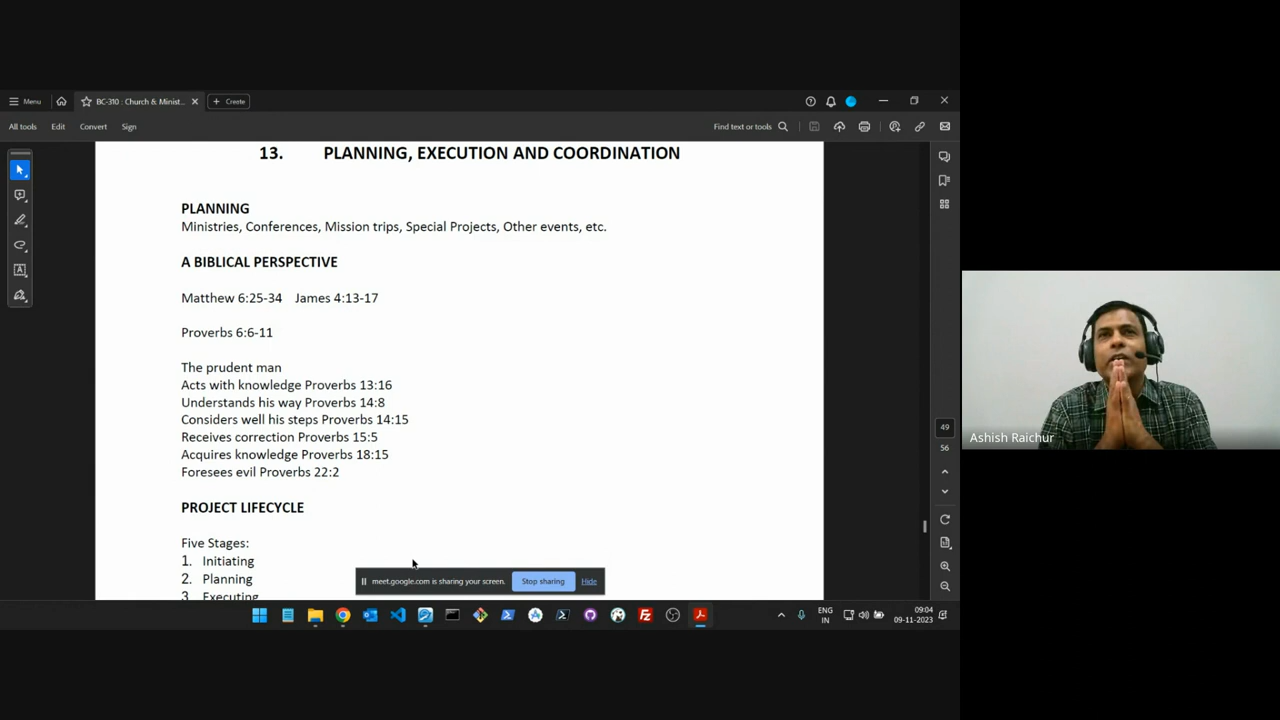 Menu
BC-310 : Church & Minist...
Create
All tools
Edit
Convert
Sign
Find text or tools
13. PLANNING, EXECUTION AND COORDINATION
PLANNING
Ministries, Conferences, Mission trips, Special Projects, Other events, etc.
A BIBLICAL PERSPECTIVE
Matthew 6:25-34 James 4:13-17
Proverbs 6:6-11
The prudent man
Acts with knowledge Proverbs 13:16
Understands his way Proverbs 14:8
Considers well his steps Proverbs 14:15
Receives correction Proverbs 15:5
Acquires knowledge Proverbs 18:15
Foresees evil Proverbs 22:2
PROJECT LIFECYCLE
Five Stages:
1. Initiating
2. Planning
3. Executing
49
56
meet.google.com is sharing your screen.
Stop sharing
Hide
ENG
IN
09:04
09-11-2023
Ashish Raichur